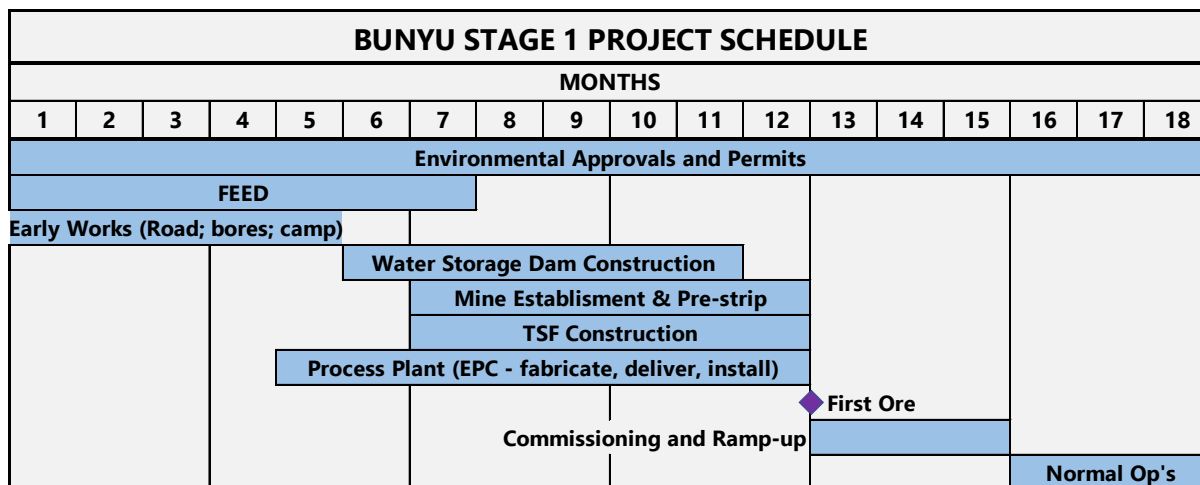 BUNYU STAGE 1 PROJECT SCHEDULE
MONTHS
1 2 3 4 5 6 7 8 9 10 11 12 13 14 15 16 17 18
Environmental Approvals and Permits
FEED
Early Works (Road; bores; camp)
Water Storage Dam Construction
Mine Establisment & Pre-strip
TSF Construction
Process Plant (EPC - fabricate, deliver, install)
First Ore
Commissioning and Ramp-up
Normal Op's